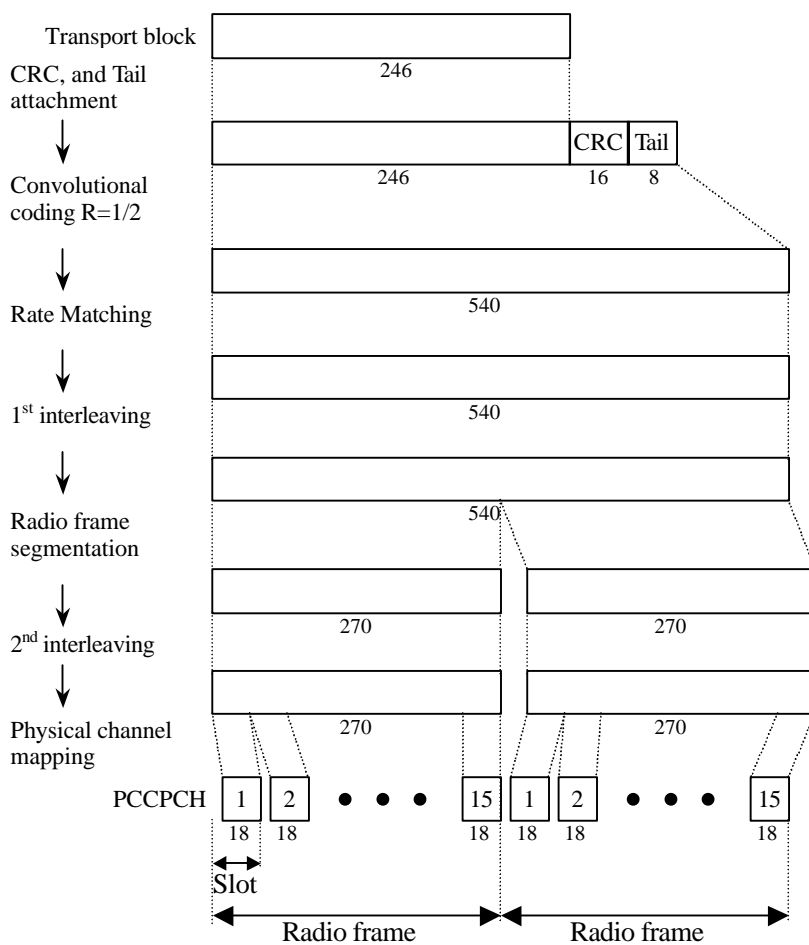 Transport block
246
CRC, and Tail
attachment
CRC Tail
246 16 8
Convolutional
coding R=1/2
540
Rate Matching
540
1st interleaving
540
Radio frame
segmentation
270 270
2nd interleaving
270 270
Physical channel
mapping
PCCPCH 1 2 • • • 15 1 2 • • • 15
18 18 18 18 18 18
Slot
Radio frame Radio frame